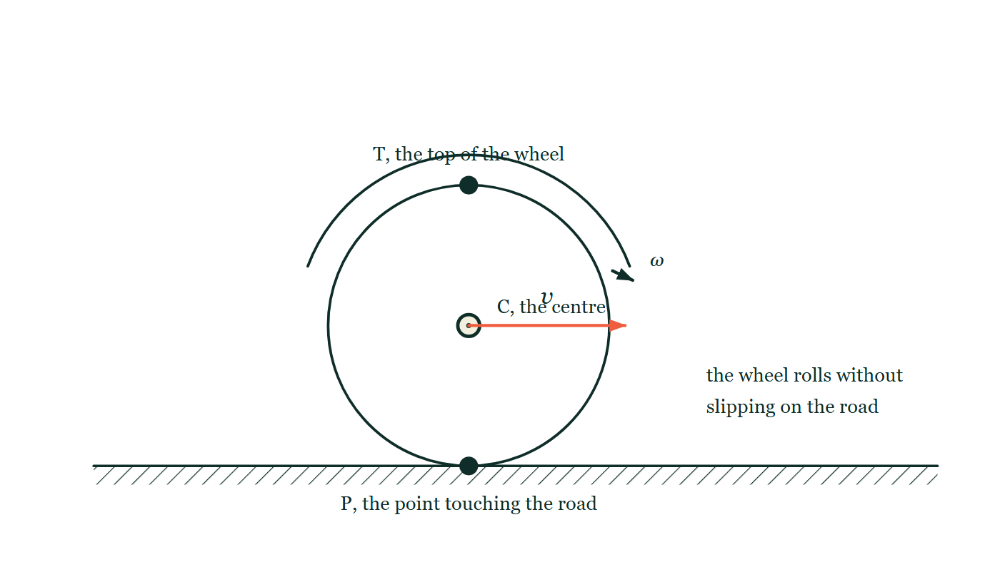 T, the top of the wheel
ω
v
C, the centre
the wheel rolls without
slipping on the road
P, the point touching the road